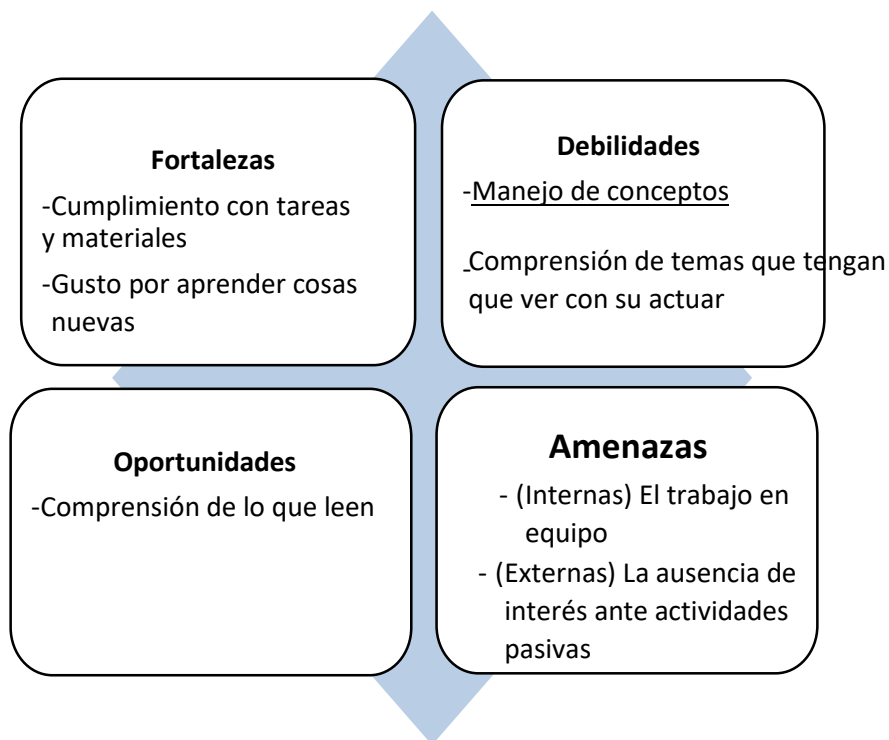 Fortalezas
-Cumplimiento con tareas
y materiales
-Gusto por aprender cosas
nuevas
Debilidades
-Manejo de conceptos
-Comprensión de temas que tengan
que ver con su actuar
Oportunidades
-Comprensión de lo que leen
Amenazas
- (Internas) El trabajo en
equipo
- (Externas) La ausencia de
interés ante actividades
pasivas